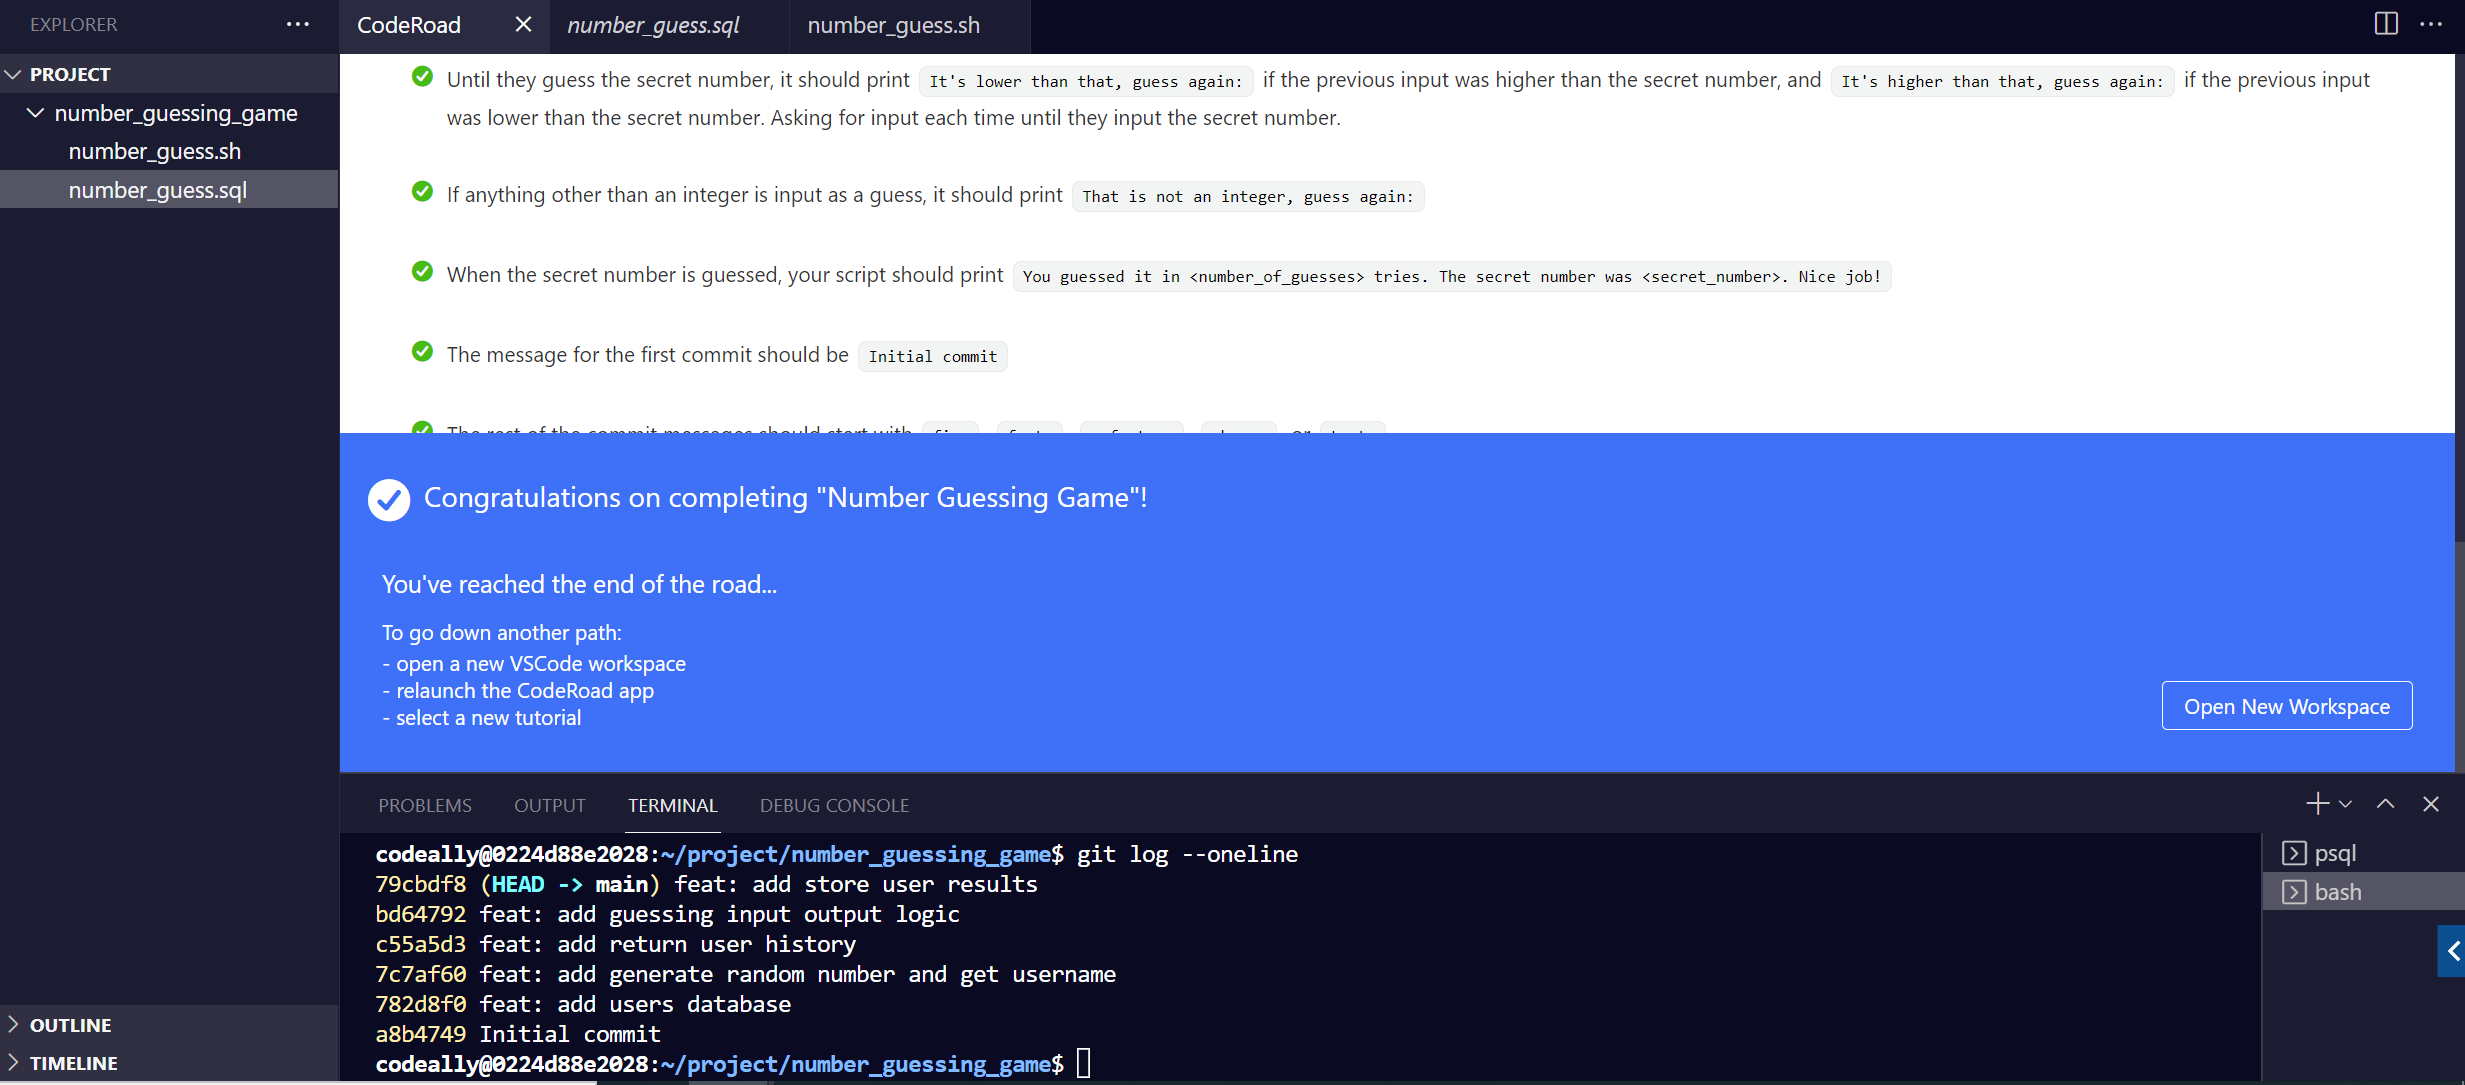 EXPLORER
PROJECT
number_guessing_game
number_guess.sh
number_guess.sql
OUTLINE
TIMELINE
CodeRoad
number_guess.sql
number_guess.sh
Until they guess the secret number, it should print It's lower than that, guess again: if the previous input was higher than the secret number, and It's higher than that, guess again: if the previous input
was lower than the secret number. Asking for input each time until they input the secret number.
If anything other than an integer is input as a guess, it should print That is not an integer, guess again:
When the secret number is guessed, your script should print You guessed it in <number_of_guesses> tries. The secret number was <secret_number>. Nice job!
The message for the first commit should be Initial commit
The rest of the commit messages should start with
Congratulations on completing "Number Guessing Game"!
You've reached the end of the road...
To go down another path:
- open a new VSCode workspace
- relaunch the CodeRoad app
- select a new tutorial
Open New Workspace
PROBLEMS OUTPUT TERMINAL DEBUG CONSOLE
codeally@0224d88e2028:~/project/number_guessing_game$ git log --oneline
79cbdf8 (HEAD -> main) feat: add store user results
bd64792 feat: add guessing input output logic
c55a5d3 feat: add return user history
7c7af60 feat: add generate random number and get username
782d8f0 feat: add users database
a8b4749 Initial commit
codeally@0224d88e2028:~/project/number_guessing_game$
psql
bash